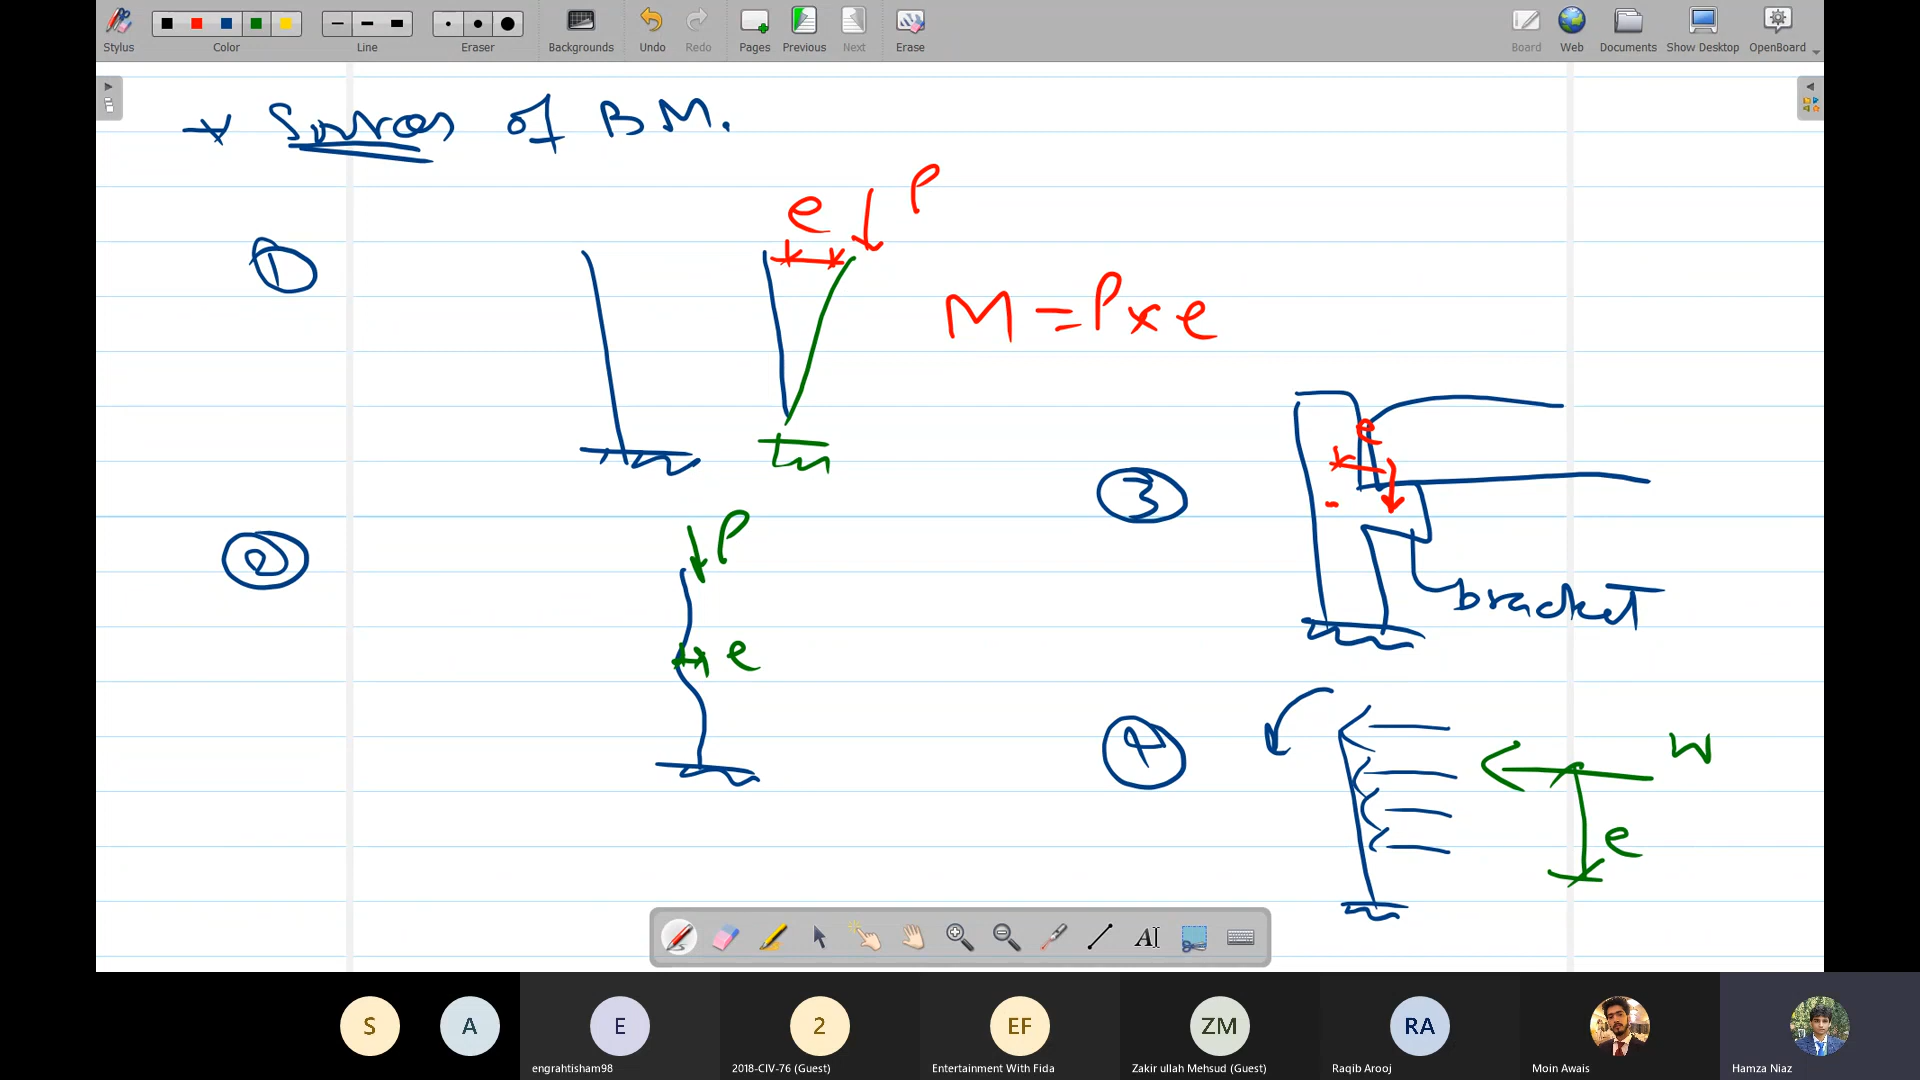 Stylus Color Line Eraser Backgrounds Undo Redo Pages Previous Next Erase Board Web Documents Show Desktop OpenBoard
* Sources of BM.
e P
①
M = P x e
e
③
P
②
bracket
e
④
W
e
S A E 2 EF ZM RA
engrahtisham98 2018-CIV-76 (Guest) Entertainment With Fida Zakir ullah Mehsud (Guest) Raqib Arooj Moin Awais Hamza Niaz